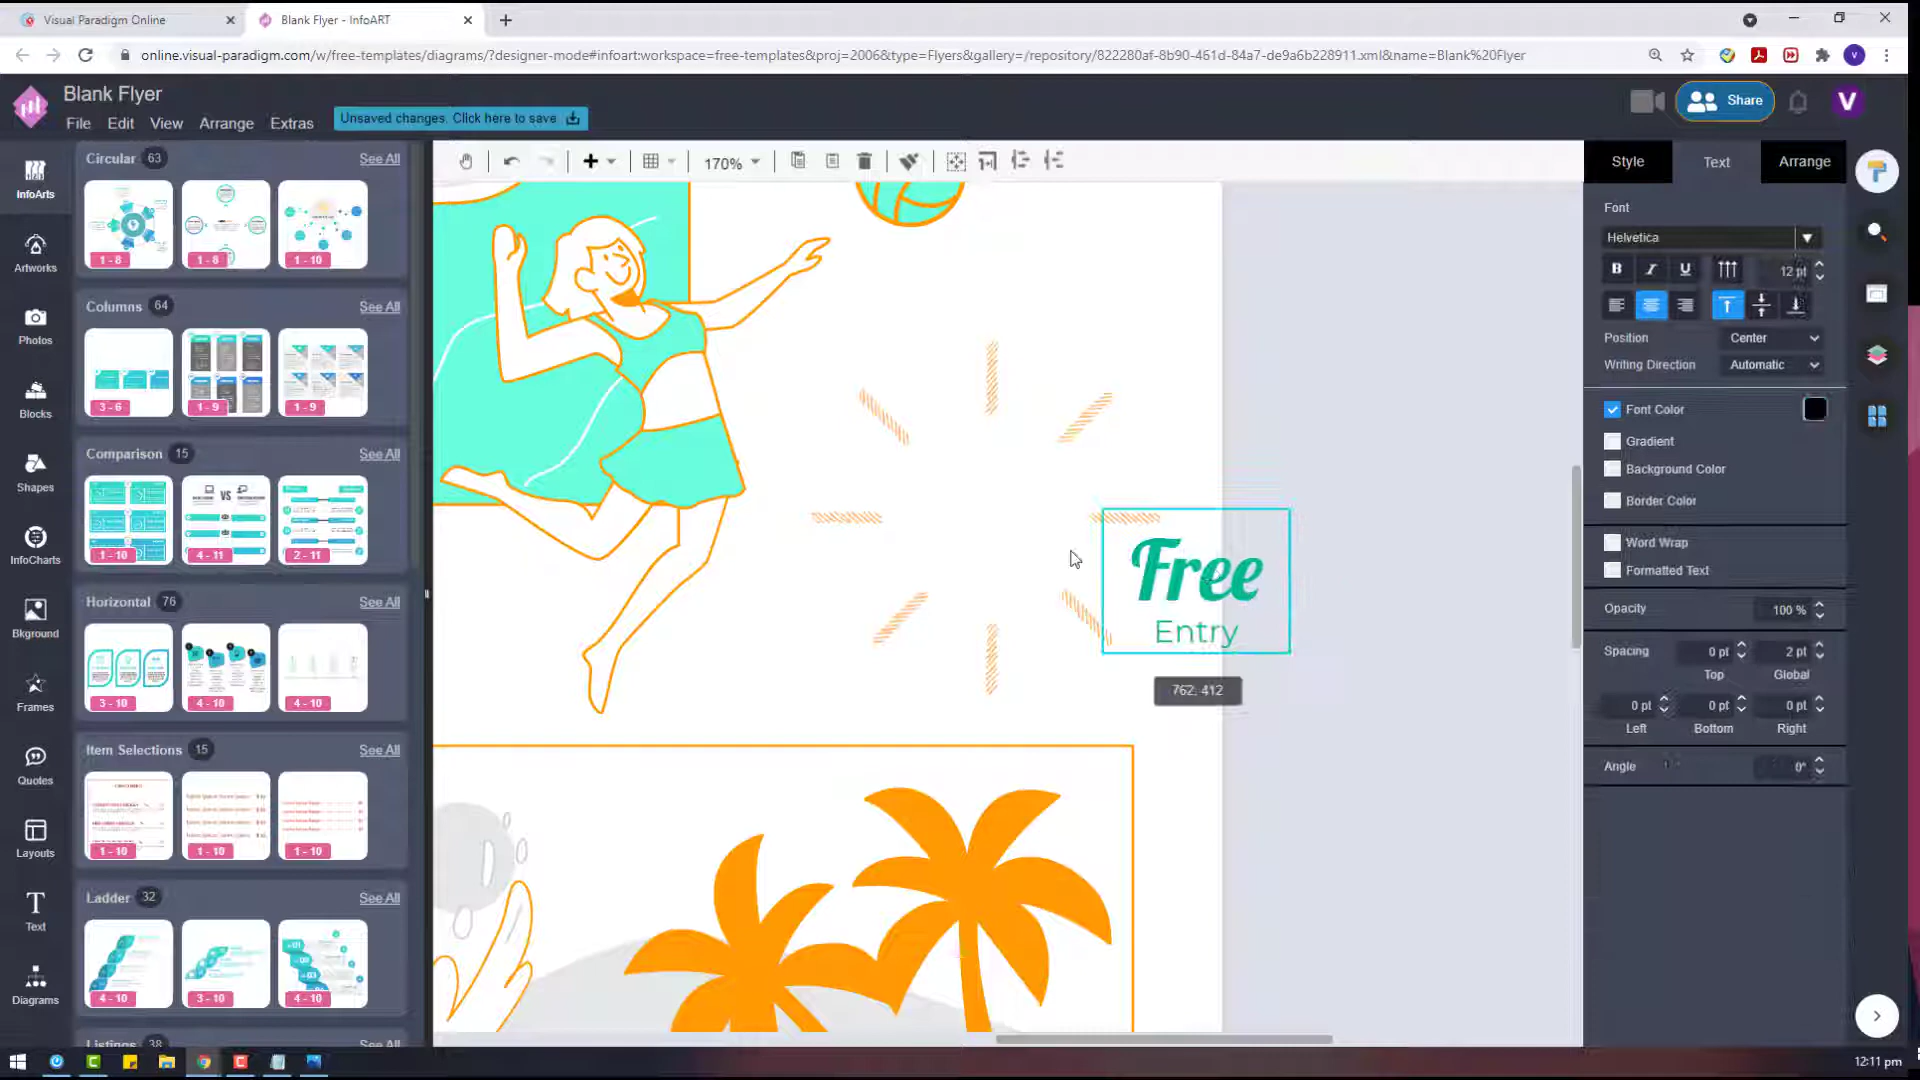 Visual Paradigm Online
Blank Flyer - InfoART
online.visual-paradigm.com/w/free-templates/diagrams/?designer-mode#infoart:workspace=free-templates&proj=2006&type=Flyers&gallery=/repository/822280af-8b90-461d-84a7-de9a6b228911.xml&name=Blank%20Flyer
Blank Flyer
File Edit View Arrange Extras
Unsaved changes. Click here to save
Share
V
170%
InfoArts
Artworks
Photos
Blocks
Shapes
InfoCharts
Bkground
Frames
Quotes
Layouts
Text
Diagrams
Circular 63 See All
1 - 8 1 - 8 1 - 10
Columns 64 See All
3 - 6 1 - 9 1 - 9
Comparison 15 See All
VS
1 - 10 4 - 11 2 - 11
Horizontal 76 See All
3 - 10 4 - 10 4 - 10
Item Selections 15 See All
1 - 10 1 - 10 1 - 10
Ladder 32 See All
4 - 10 3 - 10 4 - 10
Listings 38 See All
Free
Entry
762, 412
Style Text Arrange
Font
Helvetica
B I U 12 pt
Position Center
Writing Direction Automatic
Font Color
Gradient
Background Color
Border Color
Word Wrap
Formatted Text
Opacity 100 %
Spacing 0 pt 2 pt
Top Global
0 pt 0 pt 0 pt
Left Bottom Right
Angle 0°
12:11 pm